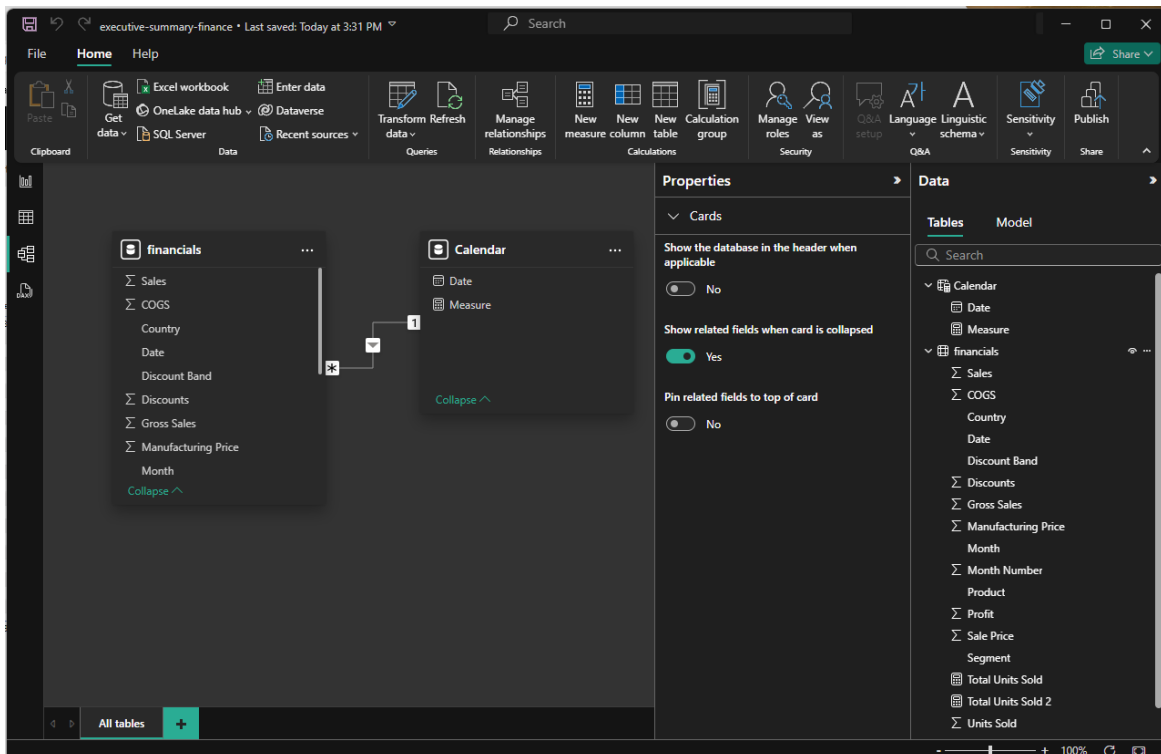 executive-summary-finance • Last saved: Today at 3:31 PM
Search
File Home Help
Share
Paste
Clipboard
Get data
Excel workbook
OneLake data hub
SQL Server
Enter data
Dataverse
Recent sources
Data
Transform data
Refresh
Queries
Manage relationships
Relationships
New measure
New column
New table
Calculation group
Calculations
Manage roles
View as
Security
Q&A setup
Language
Linguistic schema
Q&A
Sensitivity
Sensitivity
Publish
Share
DAX
financials
Sales
COGS
Country
Date
Discount Band
Discounts
Gross Sales
Manufacturing Price
Month
Collapse
*
1
Calendar
Date
Measure
Collapse
Properties
Cards
Show the database in the header when
applicable
No
Show related fields when card is collapsed
Yes
Pin related fields to top of card
No
Data
Tables Model
Search
Calendar
Date
Measure
financials
Sales
COGS
Country
Date
Discount Band
Discounts
Gross Sales
Manufacturing Price
Month
Month Number
Product
Profit
Sale Price
Segment
Total Units Sold
Total Units Sold 2
Units Sold
All tables +
- + 100%